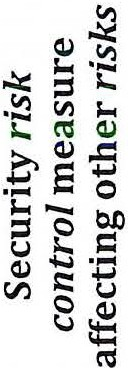 Security risk
control measure
affecting other risks